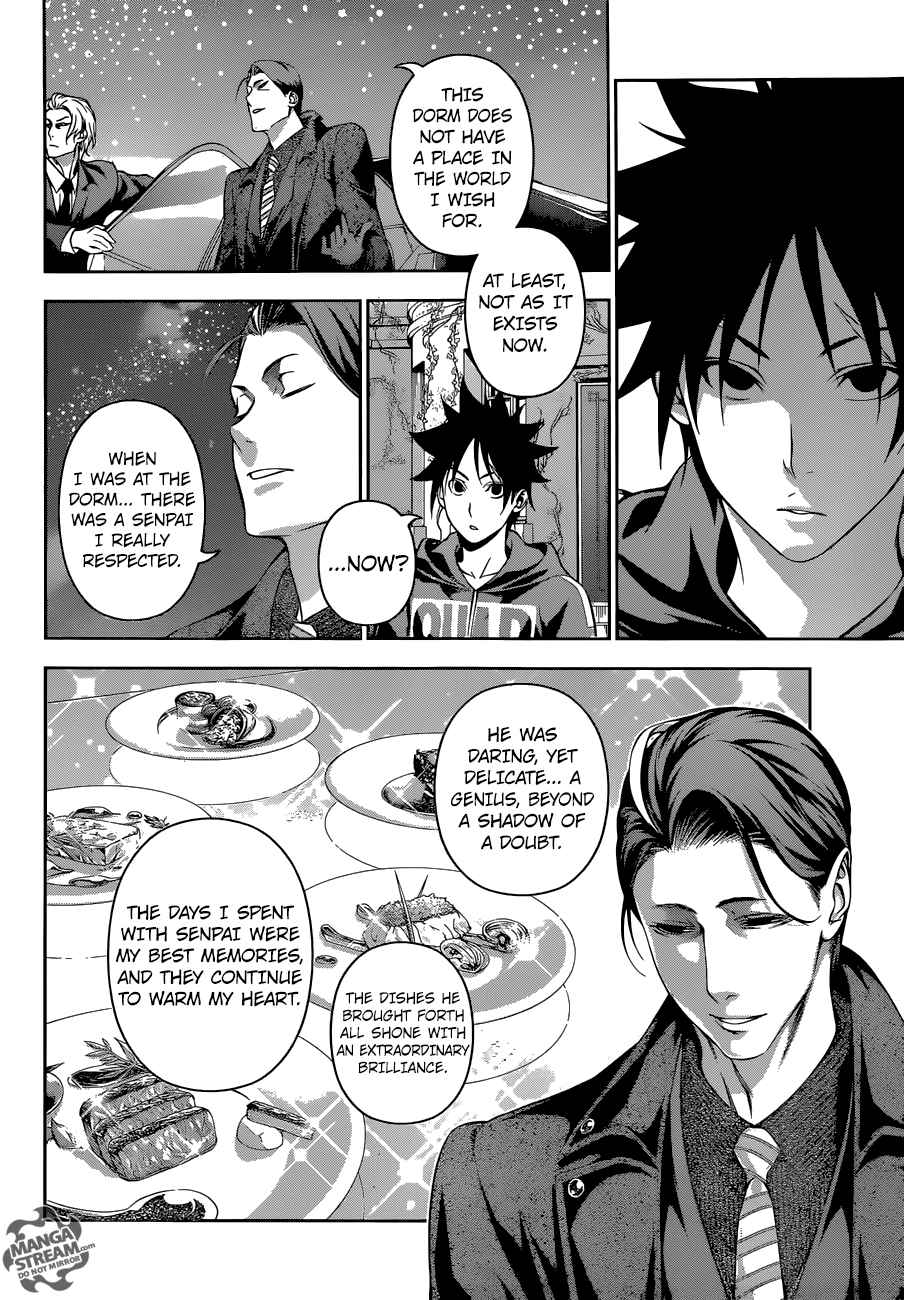 THIS
DORM DOES
NOT HAVE
A PLACE IN
THE WORLD
I WISH
FOR.
AT LEAST,
NOT AS IT
EXISTS
NOW.
...NOW?
WHEN
I WAS AT THE
DORM... THERE
WAS A SENPAI
I REALLY
RESPECTED.
HE WAS
DARING, YET
DELICATE... A
GENIUS, BEYOND
A SHADOW OF
A DOUBT.
THE DISHES HE
BROUGHT FORTH
ALL SHONE WITH
AN EXTRAORDINARY
BRILLIANCE.
THE DAYS I SPENT
WITH SENPAI WERE
MY BEST MEMORIES,
AND THEY CONTINUE
TO WARM MY HEART.
MANGA
STREAM.com
DO NOT MIRROR